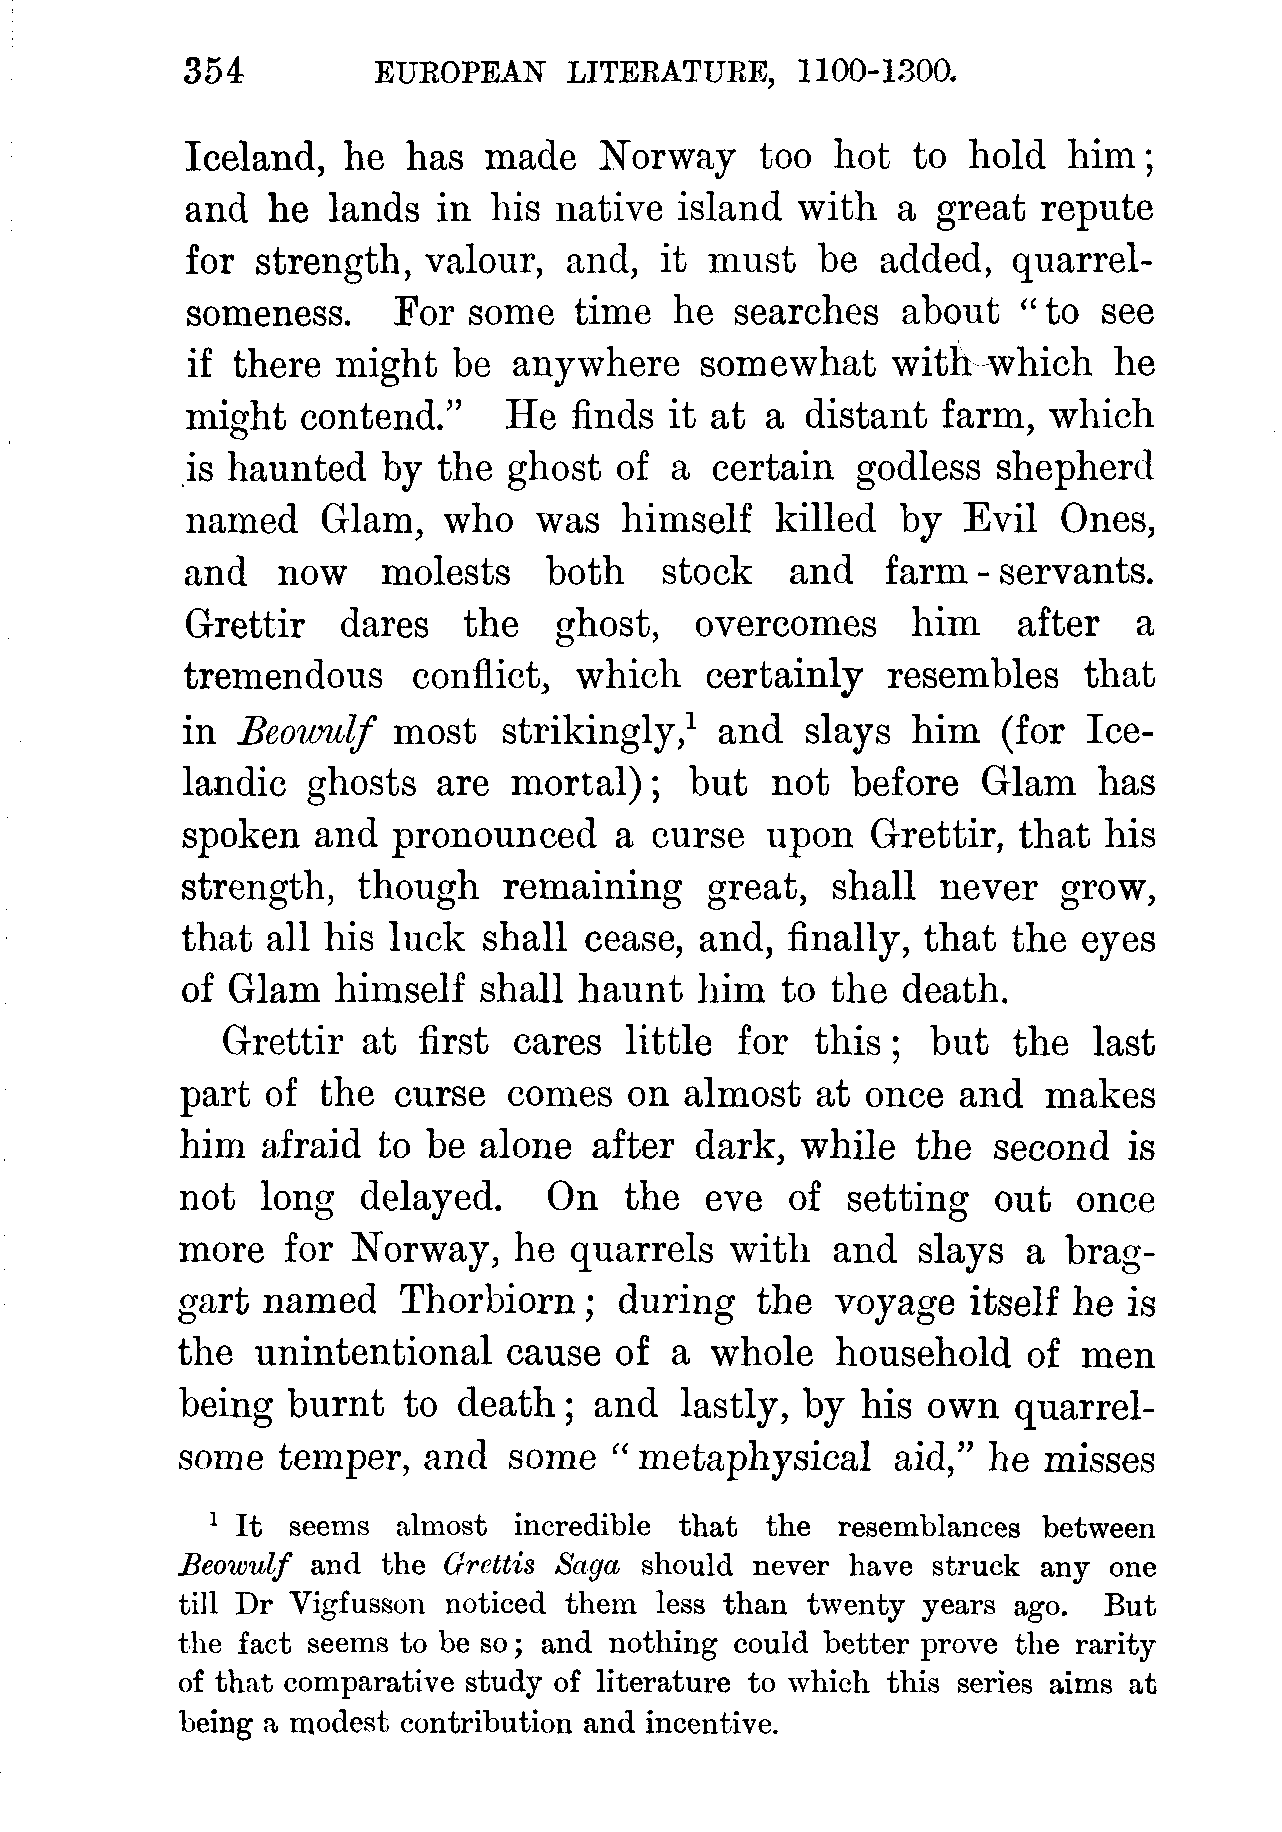 354 EUROPEAN LITERATURE, 1100-1300.
Iceland, he has made Norway too hot to hold him;
and he lands in his native island with a great repute
for strength, valour, and, it must be added, quarrel-
someness. For some time he searches about “to see
if there might be anywhere somewhat with which he
might contend.” He finds it at a distant farm, which
is haunted by the ghost of a certain godless shepherd
named Glam, who was himself killed by Evil Ones,
and now molests both stock and farm-servants.
Grettir dares the ghost, overcomes him after a
tremendous conflict, which certainly resembles that
in Beowulf most strikingly,¹ and slays him (for Ice-
landic ghosts are mortal); but not before Glam has
spoken and pronounced a curse upon Grettir, that his
strength, though remaining great, shall never grow,
that all his luck shall cease, and, finally, that the eyes
of Glam himself shall haunt him to the death.
Grettir at first cares little for this; but the last
part of the curse comes on almost at once and makes
him afraid to be alone after dark, while the second is
not long delayed. On the eve of setting out once
more for Norway, he quarrels with and slays a brag-
gart named Thorbiorn; during the voyage itself he is
the unintentional cause of a whole household of men
being burnt to death; and lastly, by his own quarrel-
some temper, and some “metaphysical aid,” he misses
¹ It seems almost incredible that the resemblances between
Beowulf and the Grettis Saga should never have struck any one
till Dr Vigfusson noticed them less than twenty years ago. But
the fact seems to be so; and nothing could better prove the rarity
of that comparative study of literature to which this series aims at
being a modest contribution and incentive.